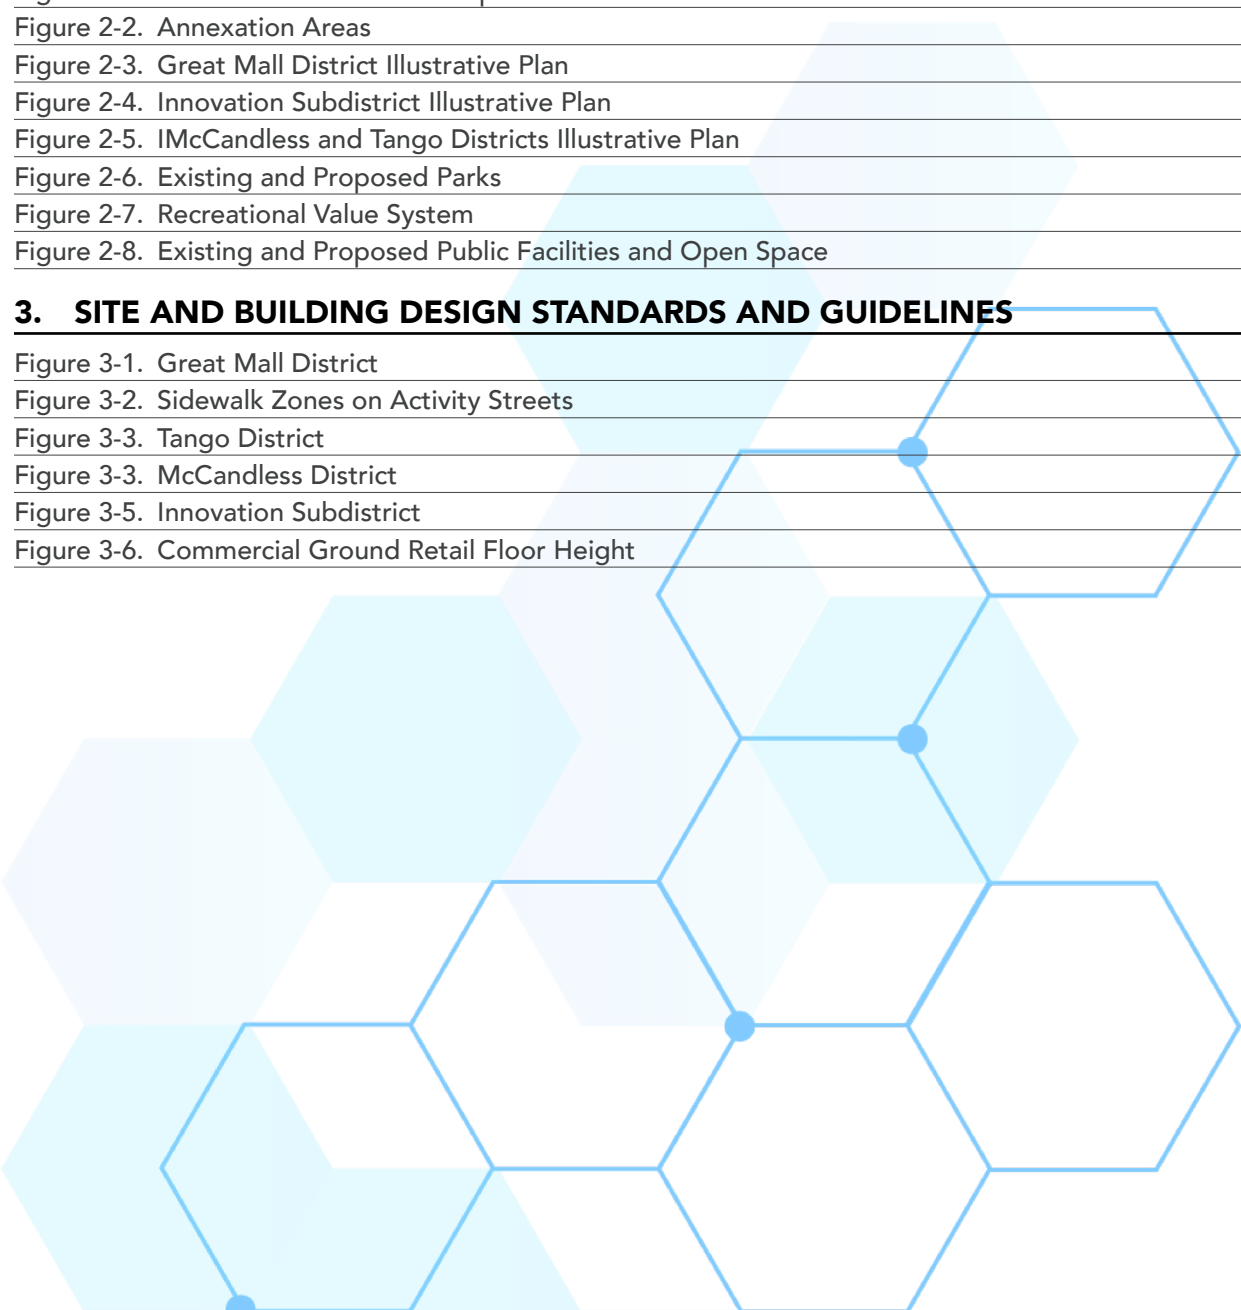 Figure 2-2. Annexation Areas
Figure 2-3. Great Mall District Illustrative Plan
Figure 2-4. Innovation Subdistrict Illustrative Plan
Figure 2-5. IMcCandless and Tango Districts Illustrative Plan
Figure 2-6. Existing and Proposed Parks
Figure 2-7. Recreational Value System
Figure 2-8. Existing and Proposed Public Facilities and Open Space
3. SITE AND BUILDING DESIGN STANDARDS AND GUIDELINES
Figure 3-1. Great Mall District
Figure 3-2. Sidewalk Zones on Activity Streets
Figure 3-3. Tango District
Figure 3-3. McCandless District
Figure 3-5. Innovation Subdistrict
Figure 3-6. Commercial Ground Retail Floor Height